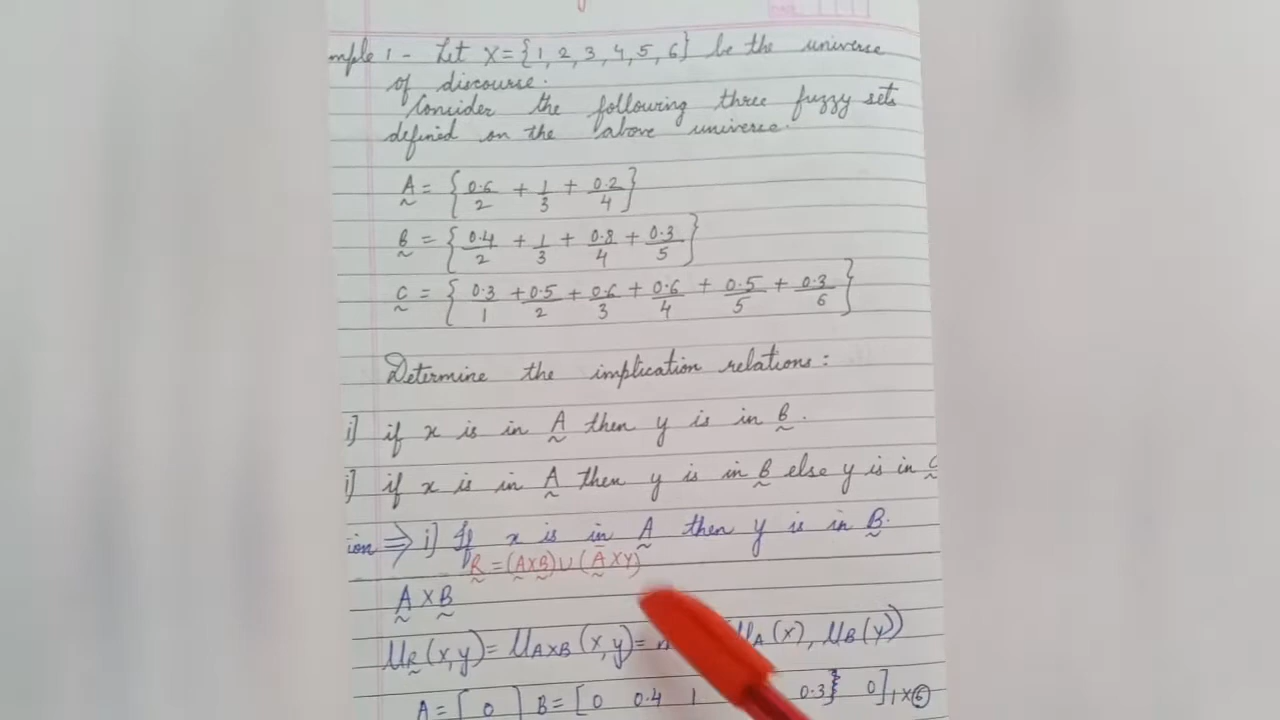 mple 1 - Let X = {1, 2, 3, 4, 5, 6} be the universe
of discourse.
Consider the following three fuzzy sets
defined on the above universe.
A = { 0.6/2 + 1/3 + 0.2/4 }
B = { 0.4/2 + 1/3 + 0.8/4 + 0.3/5 }
C = { 0.3/1 + 0.5/2 + 0.6/3 + 0.6/4 + 0.5/5 + 0.3/6 }
Determine the implication relations:
i] if x is in A then y is in B.
i] if x is in A then y is in B else y is in C
ion ⇒ i] If x is in A then y is in B.
R = (A×B) ∪ (A̅×Y)
A × B
μR (x,y) = μA×B (x,y) = μA(x), μB(y))
A = [ 0 ] B = [ 0 0.4 1 0.3 0 ] 1×6